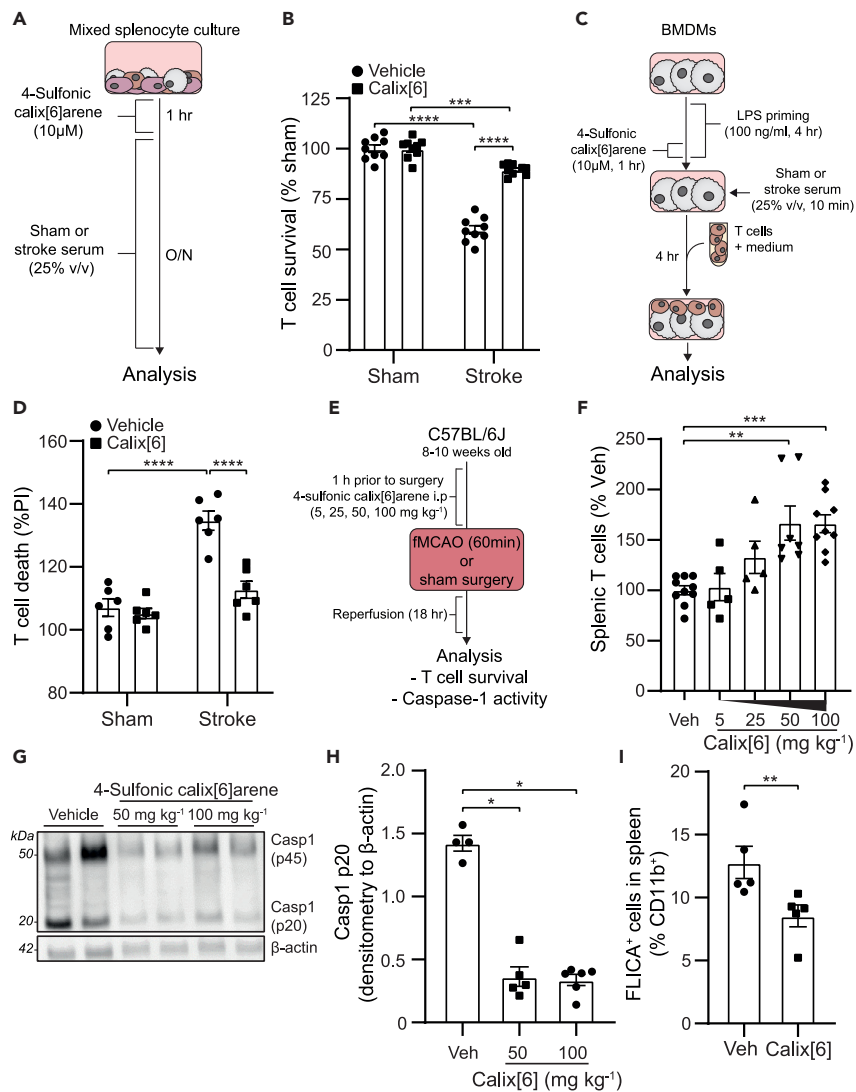 A
Mixed splenocyte culture
4-Sulfonic
calix[6]arene
(10µM)
1 hr
Sham or
stroke serum
(25% v/v)
O/N
Analysis
B
Vehicle
Calix[6]
T cell survival (% sham)
125
100
75
50
25
0
****
***
****
Sham
Stroke
C
BMDMs
LPS priming
(100 ng/ml, 4 hr)
4-Sulfonic
calix[6]arene
(10µM, 1 hr)
Sham or
stroke serum
(25% v/v, 10 min)
4 hr
T cells
+ medium
Analysis
D
Vehicle
Calix[6]
T cell death (%PI)
160
140
120
100
80
****
****
Sham
Stroke
E
C57BL/6J
8-10 weeks old
1 h prior to surgery
4-sulfonic calix[6]arene i.p
(5, 25, 50, 100 mg kg-1)
fMCAO (60min)
or
sham surgery
Reperfusion (18 hr)
Analysis
- T cell survival
- Caspase-1 activity
F
Splenic T cells (% Veh)
250
200
150
100
50
0
***
**
Veh
5
25
50
100
Calix[6] (mg kg-1)
G
4-Sulfonic calix[6]arene
Vehicle
50 mg kg-1
100 mg kg-1
kDa
50
20
42
Casp1
(p45)
Casp1
(p20)
β-actin
H
Casp1 p20
(densitometry to β-actin)
2.0
1.5
1.0
0.5
0
*
*
Veh
50
100
Calix[6] (mg kg-1)
I
FLICA+ cells in spleen
(% CD11b+)
20
15
10
5
0
**
Veh
Calix[6]